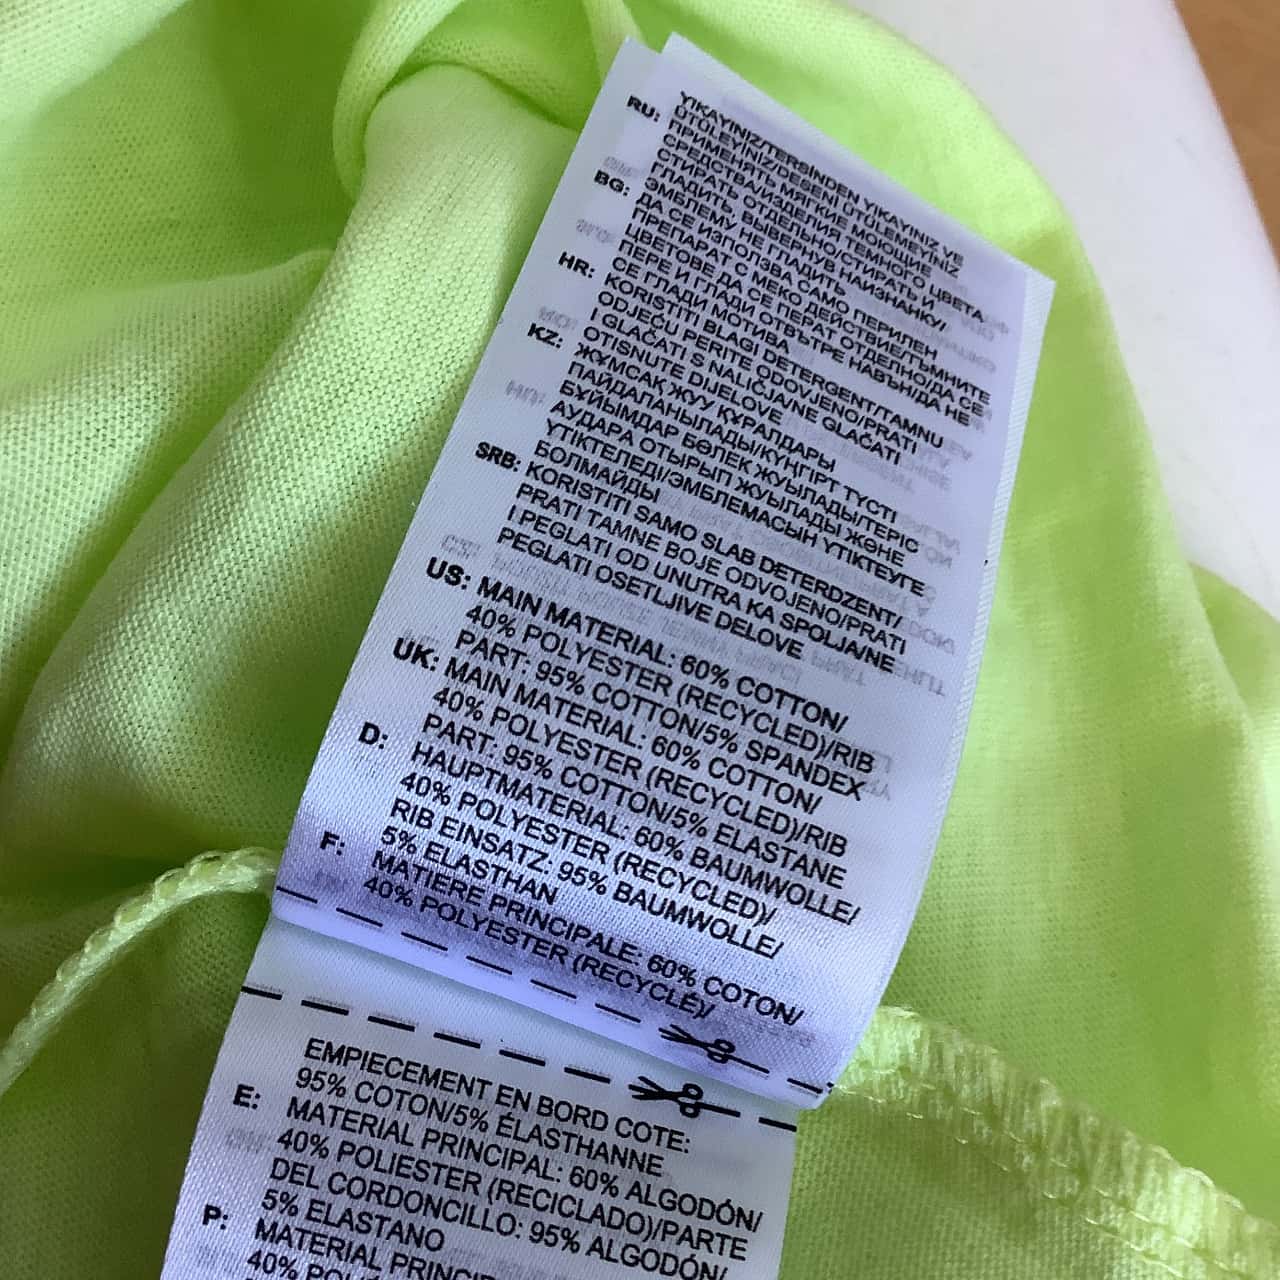 YIKAYINIZ/TERSİNDEN YIKAYINIZ VE
ÜTÜLEYİNİZ/DESENİ ÜTÜLEMEYİNİZ
RU: ПРИМЕНЯТЬ МЯГКИЕ МОЮЩИЕ
СРЕДСТВА/ИЗДЕЛИЯ ТЕМНОГО ЦВЕТА
СТИРАТЬ ОТДЕЛЬНО/СТИРАТЬ И
ГЛАДИТЬ, ВЫВЕРНУВ НАИЗНАНКУ/
ЭМБЛЕМУ НЕ ГЛАДИТЬ
BG: ДА СЕ ИЗПОЛЗВА САМО ПЕРИЛЕН
ПРЕПАРАТ С МЕКО ДЕЙСТВИЕ/ТЪМНИТЕ
ЦВЕТОВЕ ДА СЕ ПЕРАТ ОТДЕЛНО/ДА СЕ
ПЕРЕ И ГЛАДИ ОТВЪТРЕ НАВЪН/ДА НЕ
СЕ ГЛАДИ МОТИВА
HR: KORISTITI BLAGI DETERGENT/TAMNU
ODJEĆU PERITE ODOVJENO/PRATI
I GLAČATI S NALIČJA/NE GLAČATI
OTISNUTE DIJELOVE
KZ: ЖҰМСАҚ ЖУУ ҚҰРАЛДАРЫ
ПАЙДАЛАНЫЛАДЫ/КҮҢГІРТ ТҮСТІ
БҰЙЫМДАР БӨЛЕК ЖУЫЛАДЫ/ТЕРІС
АУДАРА ОТЫРЫП ЖУЫЛАДЫ ЖӘНЕ
ҮТІКТЕЛЕДІ/ЭМБЛЕМАСЫН ҮТІКТЕУГЕ
БОЛМАЙДЫ
SRB: KORISTITI SAMO SLAB DETERDZENT/
PRATI TAMNE BOJE ODVOJENO/PRATI
I PEGLATI OD UNUTRA KA SPOLJA/NE
PEGLATI OSETLJIVE DELOVE
US: MAIN MATERIAL: 60% COTTON/
40% POLYESTER (RECYCLED)/RIB
PART: 95% COTTON/5% SPANDEX
UK: MAIN MATERIAL: 60% COTTON/
40% POLYESTER (RECYCLED)/RIB
PART: 95% COTTON/5% ELASTANE
D: HAUPTMATERIAL: 60% BAUMWOLLE/
40% POLYESTER (RECYCLED)/
RIB EINSATZ: 95% BAUMWOLLE/
5% ELASTHAN
F: MATIERE PRINCIPALE: 60% COTON/
40% POLYESTER (RECYCLÉ)/
EMPIECEMENT EN BORD COTE:
95% COTON/5% ÉLASTHANNE
E: MATERIAL PRINCIPAL: 60% ALGODÓN/
40% POLIESTER (RECICLADO)/PARTE
DEL CORDONCILLO: 95% ALGODÓN/
5% ELASTANO
P: MATERIAL
40%